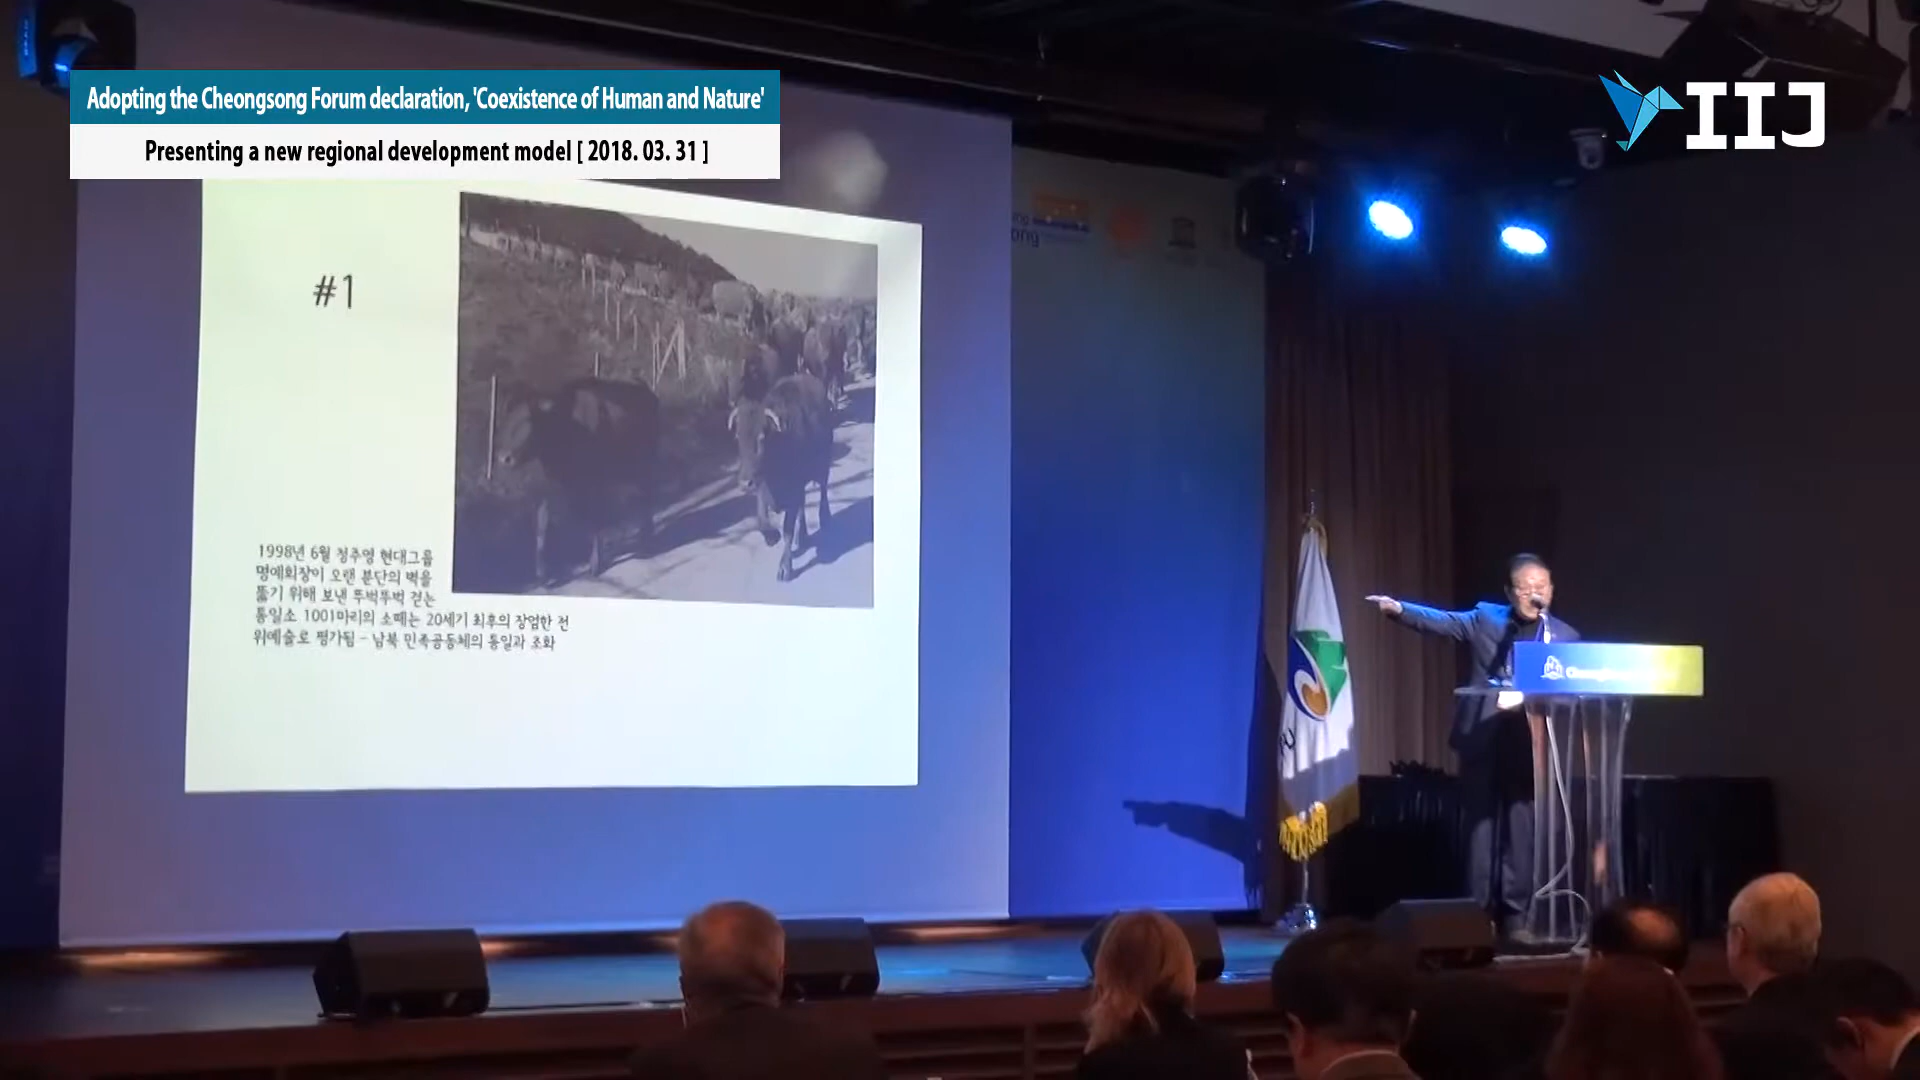 Adopting the Cheongsong Forum declaration, 'Coexistence of Human and Nature'
Presenting a new regional development model [ 2018. 03. 31 ]
IIJ
#1
1998년 6월 정주영 현대그룹
명예회장이 오랜 분단의 벽을
뚫기 위해 보낸 뚜벅뚜벅 걷는
통일소 1001마리의 소떼는 20세기 최후의 장엄한 전
위예술로 평가됨 - 남북 민족공동체의 통일과 조화
ong